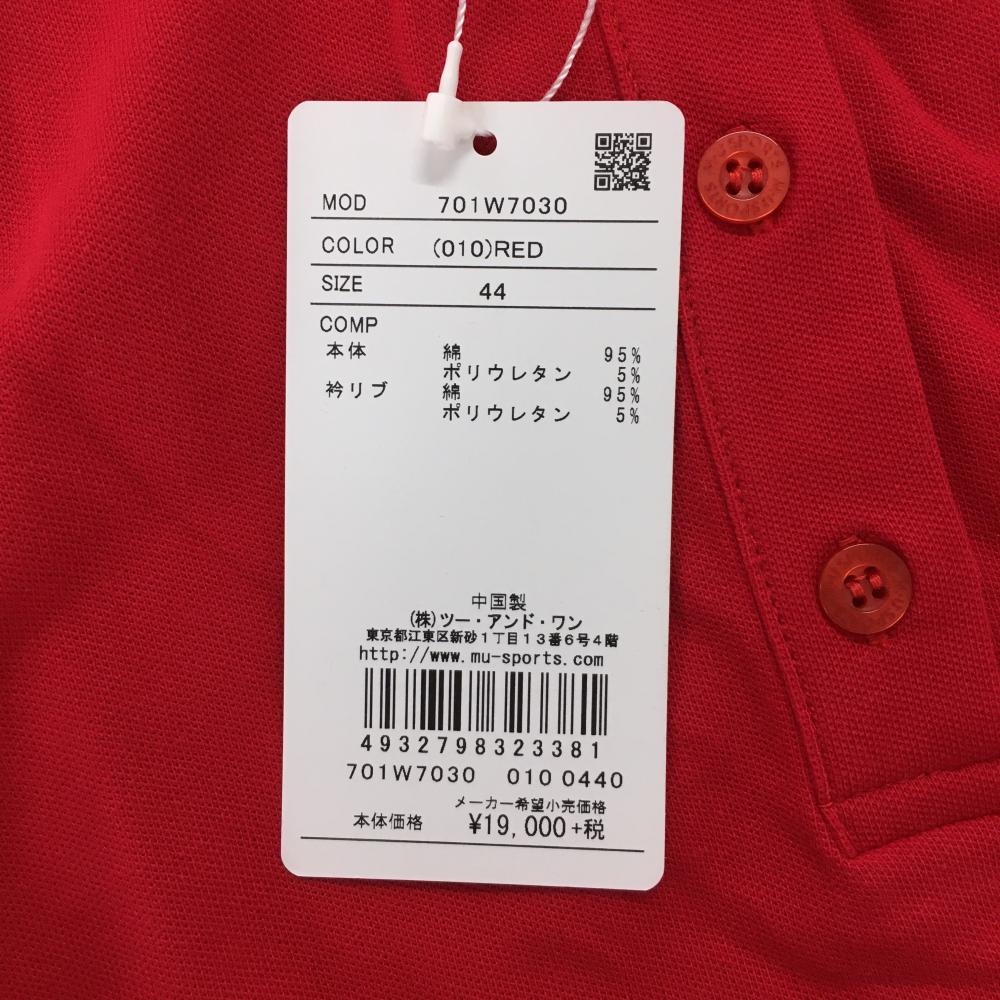 MOD 701W7030
COLOR (010)RED
SIZE 44
COMP
本体 綿 95%
ポリウレタン 5%
衿リブ 綿 95%
ポリウレタン 5%
中国製
(株)ツー・アンド・ワン
東京都江東区新砂1丁目13番6号4階
http://www.mu-sports.com
4932798323381
701W7030 010 0440
メーカー希望小売価格
本体価格 ¥19,000+税